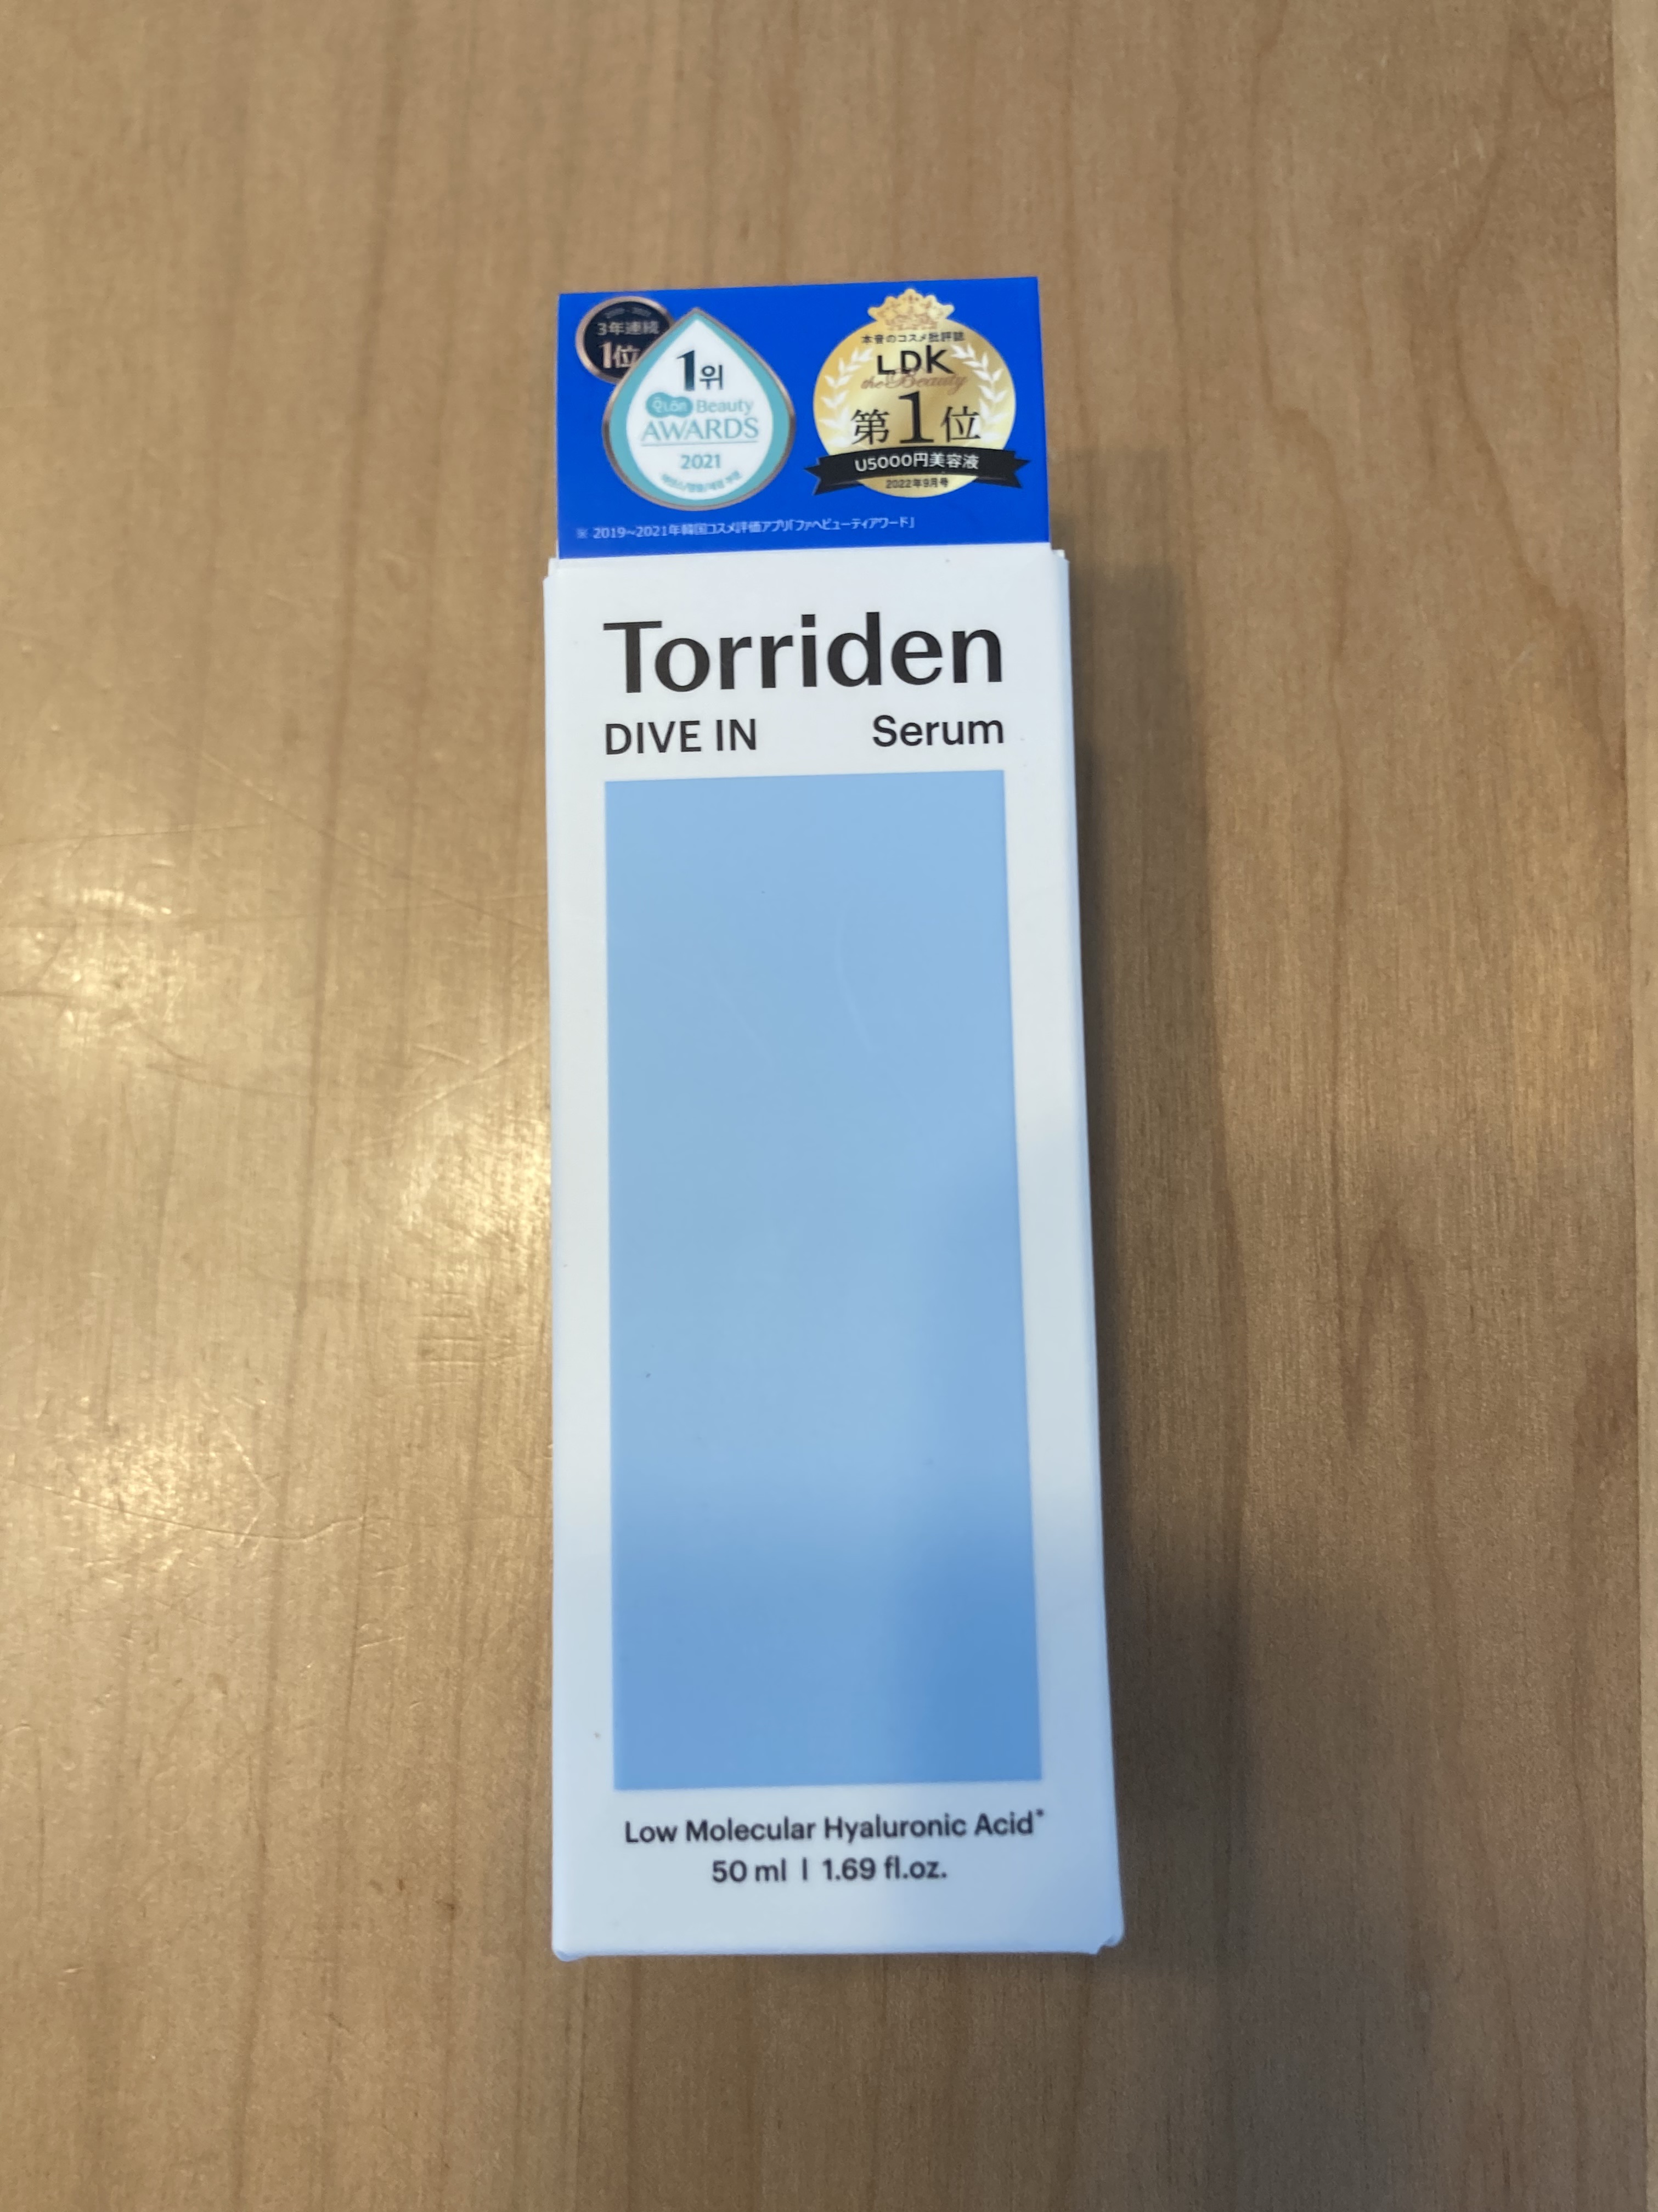 3年連続
1位
1위
Beauty
AWARDS
2021
本音のコスメ批評誌
LDK
the Beauty
第1位
U5000円美容液
2022年9月号
※ 2019~2021年韓国コスメ評価アプリ「ファヘビューティアワード」
Torriden
DIVE IN Serum
Low Molecular Hyaluronic Acid*
50 ml | 1.69 fl.oz.